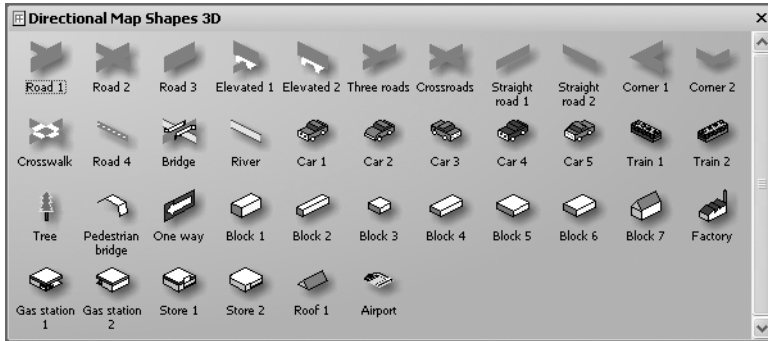 Directional Map Shapes 3D
Road 1 Road 2 Road 3 Elevated 1 Elevated 2 Three roads Crossroads Straight road 1 Straight road 2 Corner 1 Corner 2
Crosswalk Road 4 Bridge River Car 1 Car 2 Car 3 Car 4 Car 5 Train 1 Train 2
Tree Pedestrian bridge One way Block 1 Block 2 Block 3 Block 4 Block 5 Block 6 Block 7 Factory
Gas station 1 Gas station 2 Store 1 Store 2 Roof 1 Airport